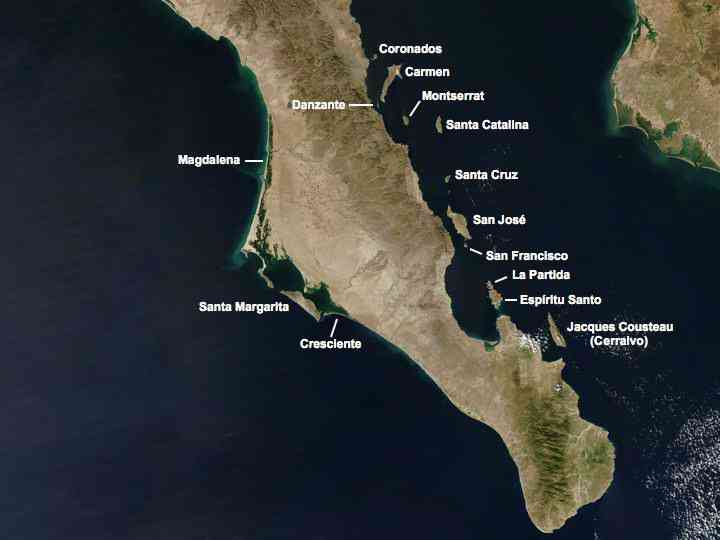 Coronados
Carmen
Montserrat
Danzante
Santa Catalina
Magdalena
Santa Cruz
San José
San Francisco
La Partida
Espíritu Santo
Santa Margarita
Jacques Cousteau
(Cerralvo)
Cresciente